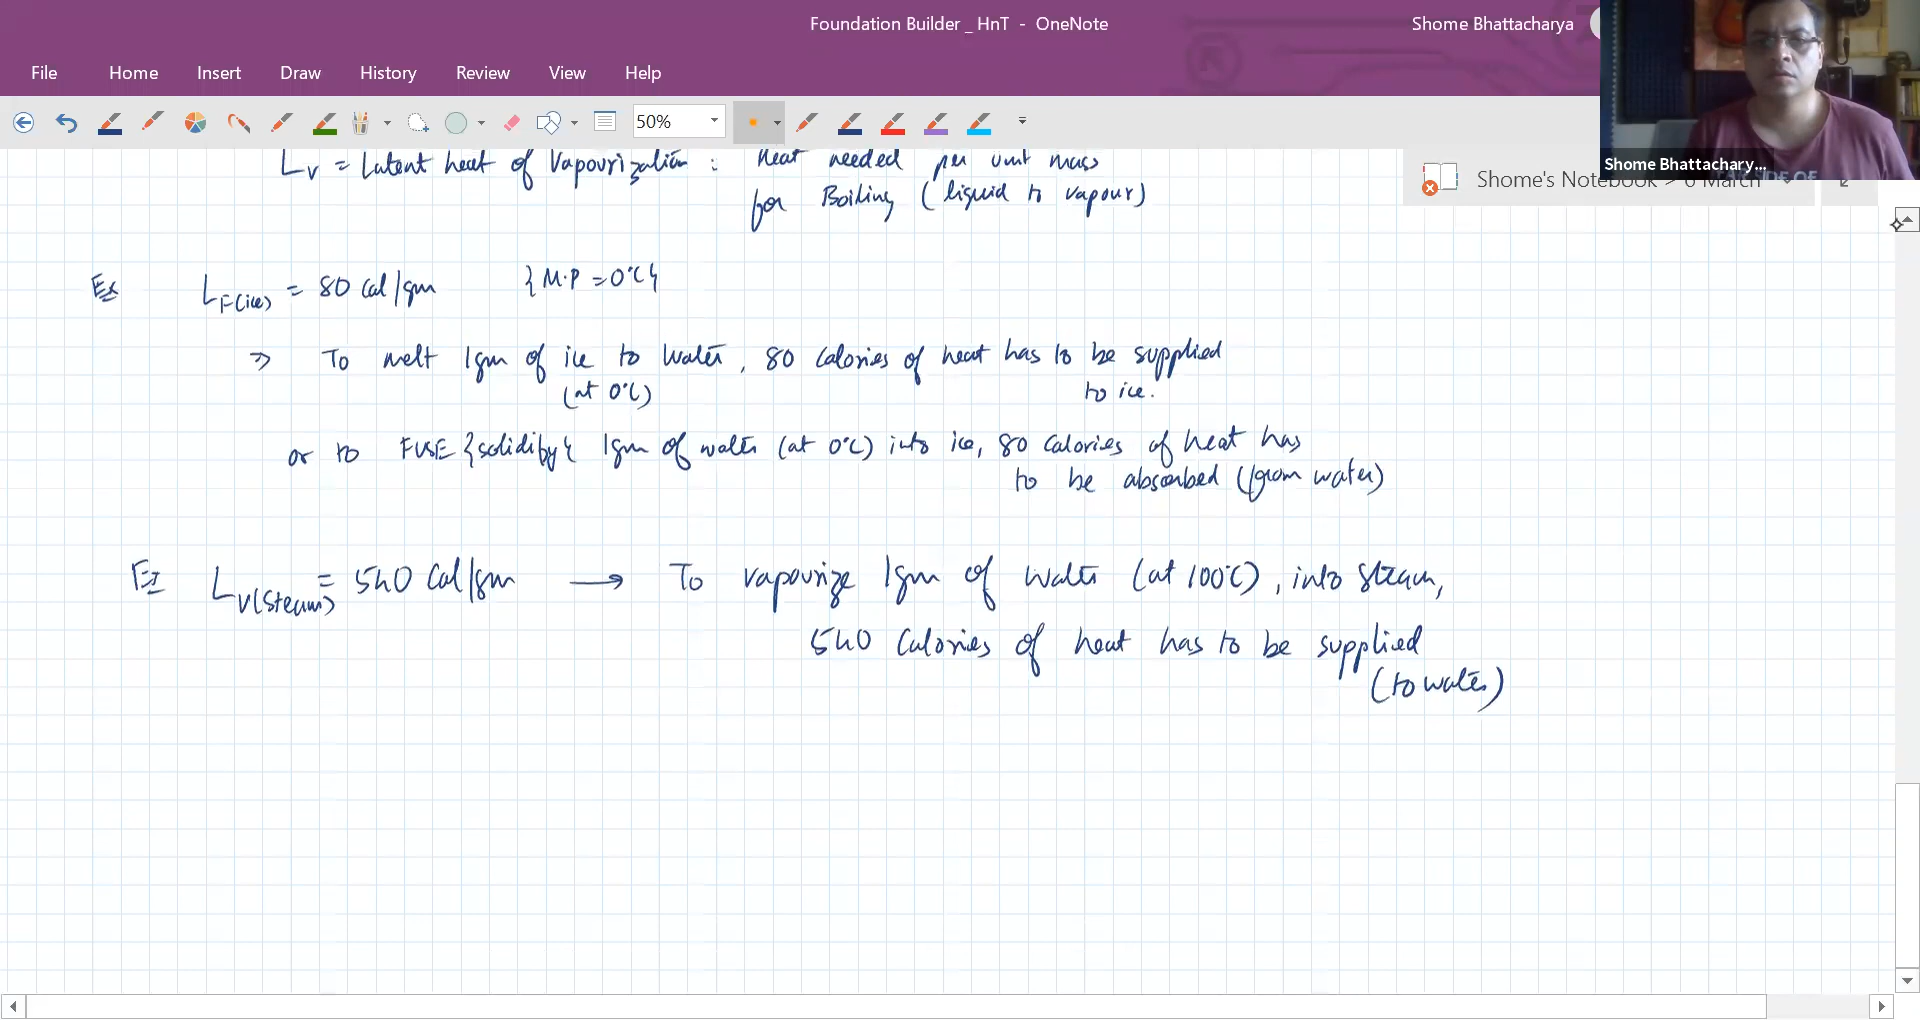 Foundation Builder _ HnT - OneNote
Shome Bhattacharya
File Home Insert Draw History Review View Help
50%
Shome Bhattachary...
Shome's Notebook > 6 March
Lv = Latent heat of Vapourization : Heat needed per unit mass
for Boiling (liquid to vapour)
Ex LF(ice) = 80 Cal/gm {M.P = 0°C}
⇒ To melt 1gm of ice to water, 80 calories of heat has to be supplied
(at 0°C) to ice.
or to FUSE {solidify} 1gm of water (at 0°C) into ice, 80 calories of heat has
to be absorbed (from water)
Ex Lv(Steam) = 540 Cal/gm → To vapourize 1gm of water (at 100°C), into steam,
540 Calories of heat has to be supplied
(to water)